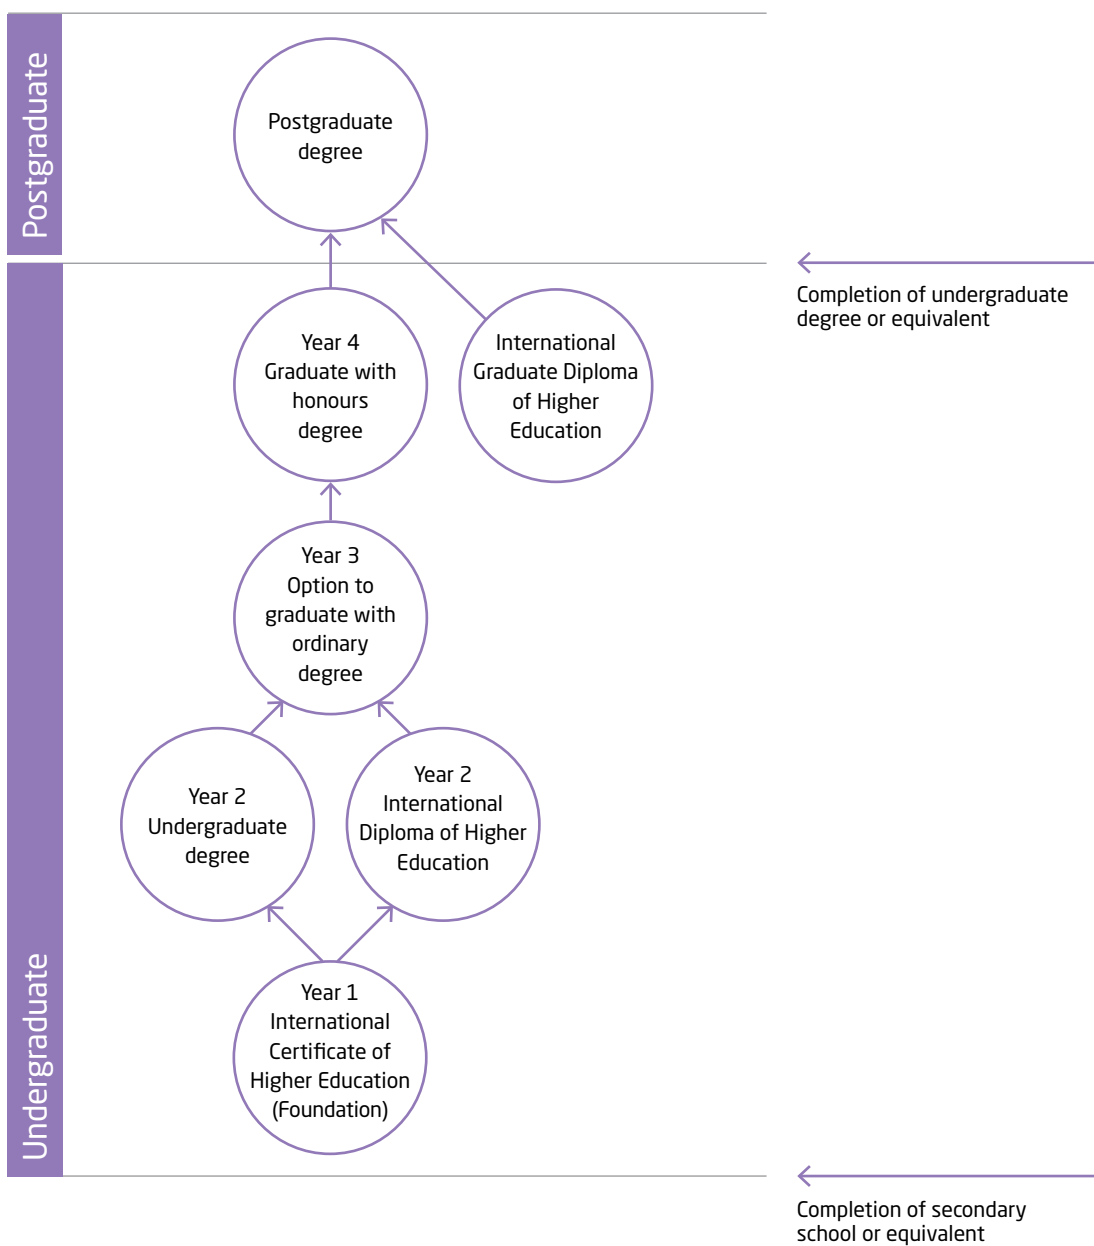 Postgraduate
Postgraduate
degree
Completion of undergraduate
degree or equivalent
Undergraduate
Year 4
Graduate with
honours
degree
International
Graduate Diploma
of Higher
Education
Year 3
Option to
graduate with
ordinary
degree
Year 2
Undergraduate
degree
Year 2
International
Diploma of Higher
Education
Year 1
International
Certificate of
Higher Education
(Foundation)
Completion of secondary
school or equivalent